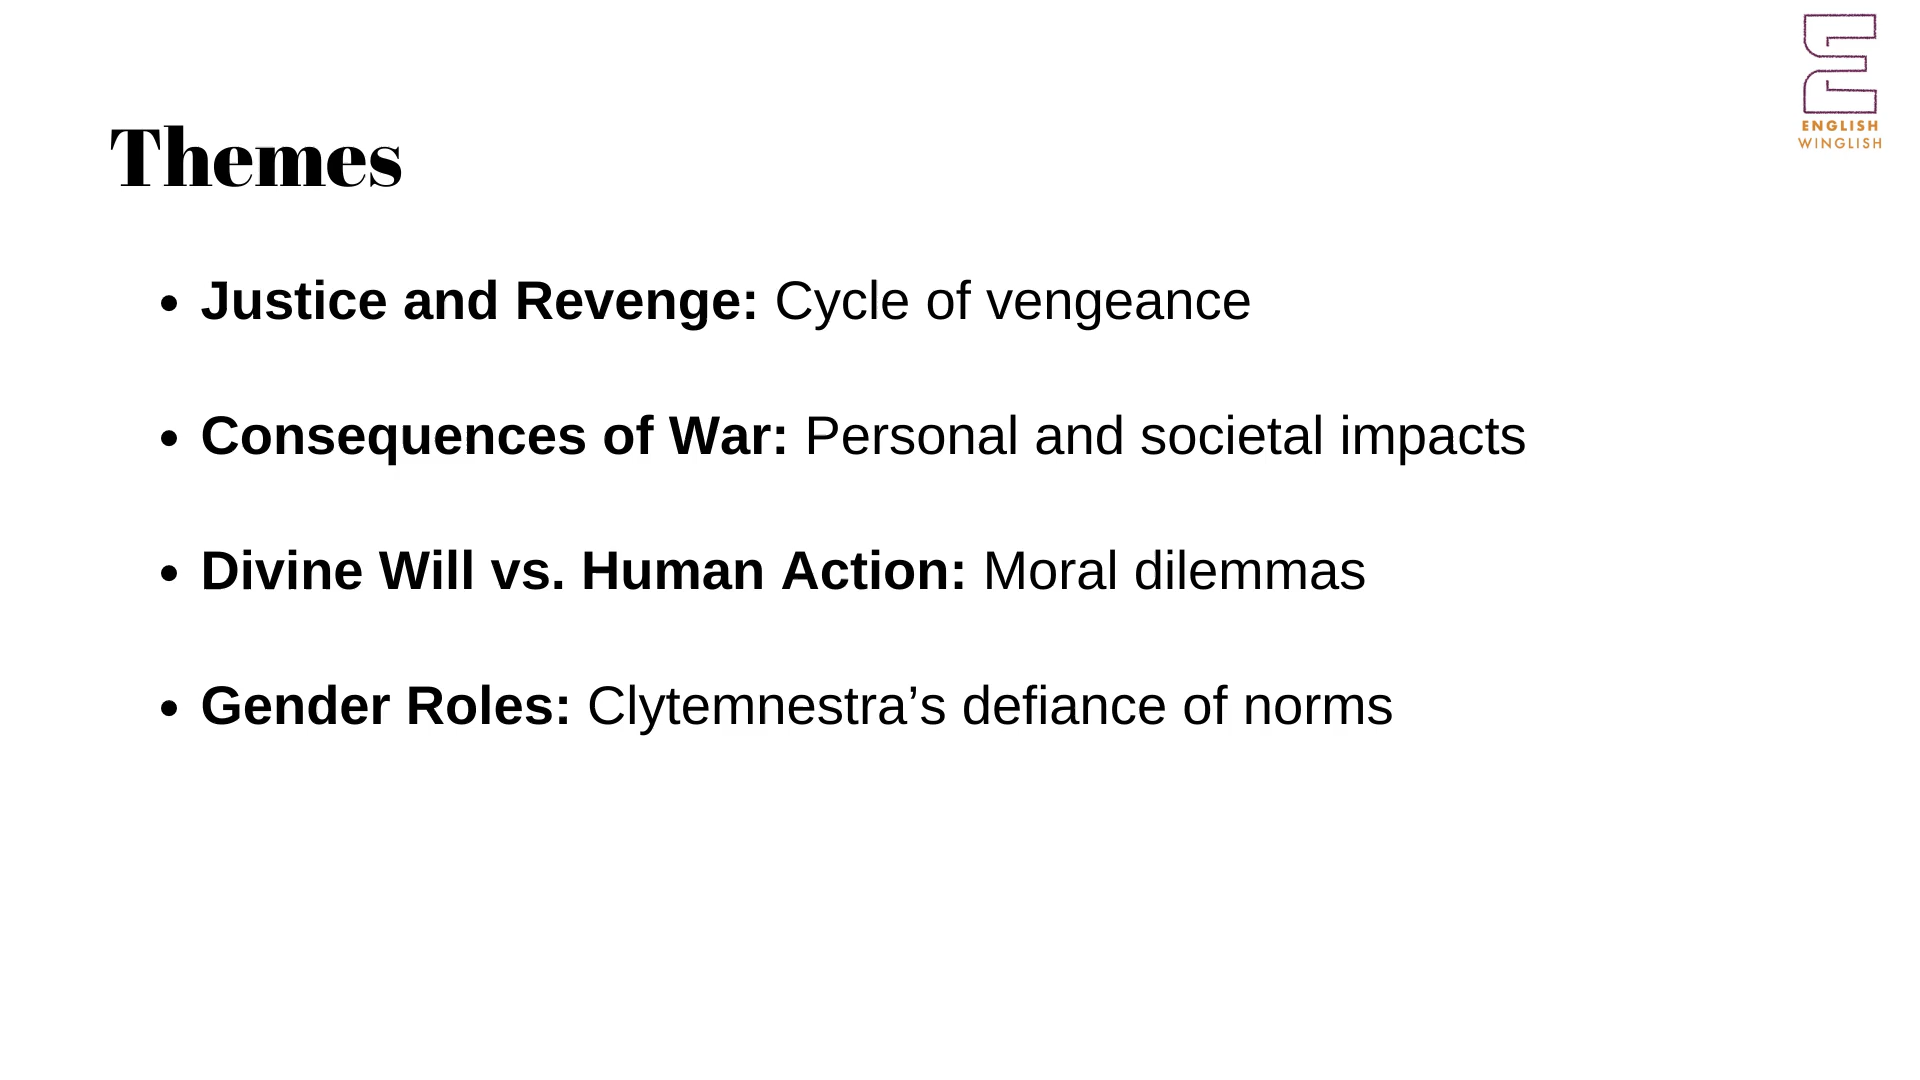 ENGLISH
WINGLISH
Themes
• Justice and Revenge: Cycle of vengeance
• Consequences of War: Personal and societal impacts
• Divine Will vs. Human Action: Moral dilemmas
• Gender Roles: Clytemnestra’s defiance of norms